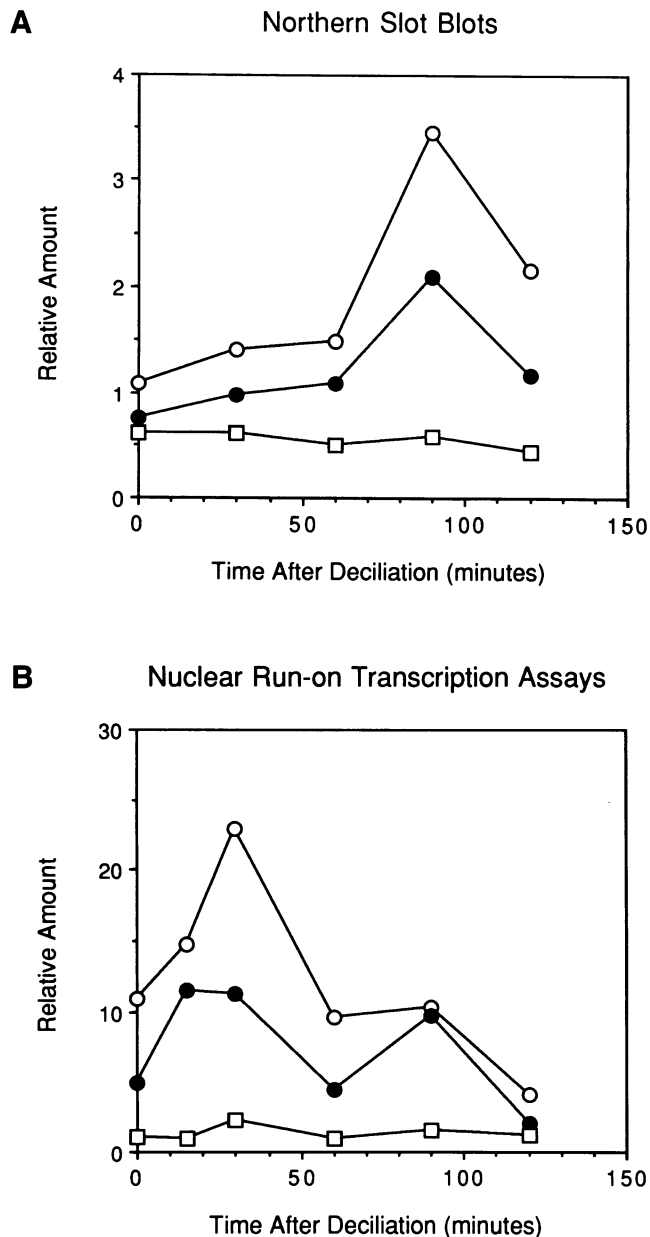 A
Northern Slot Blots
4
3
2
1
0
Relative Amount
0 50 100 150
Time After Deciliation (minutes)
B
Nuclear Run-on Transcription Assays
30
20
10
0
Relative Amount
0 50 100 150
Time After Deciliation (minutes)